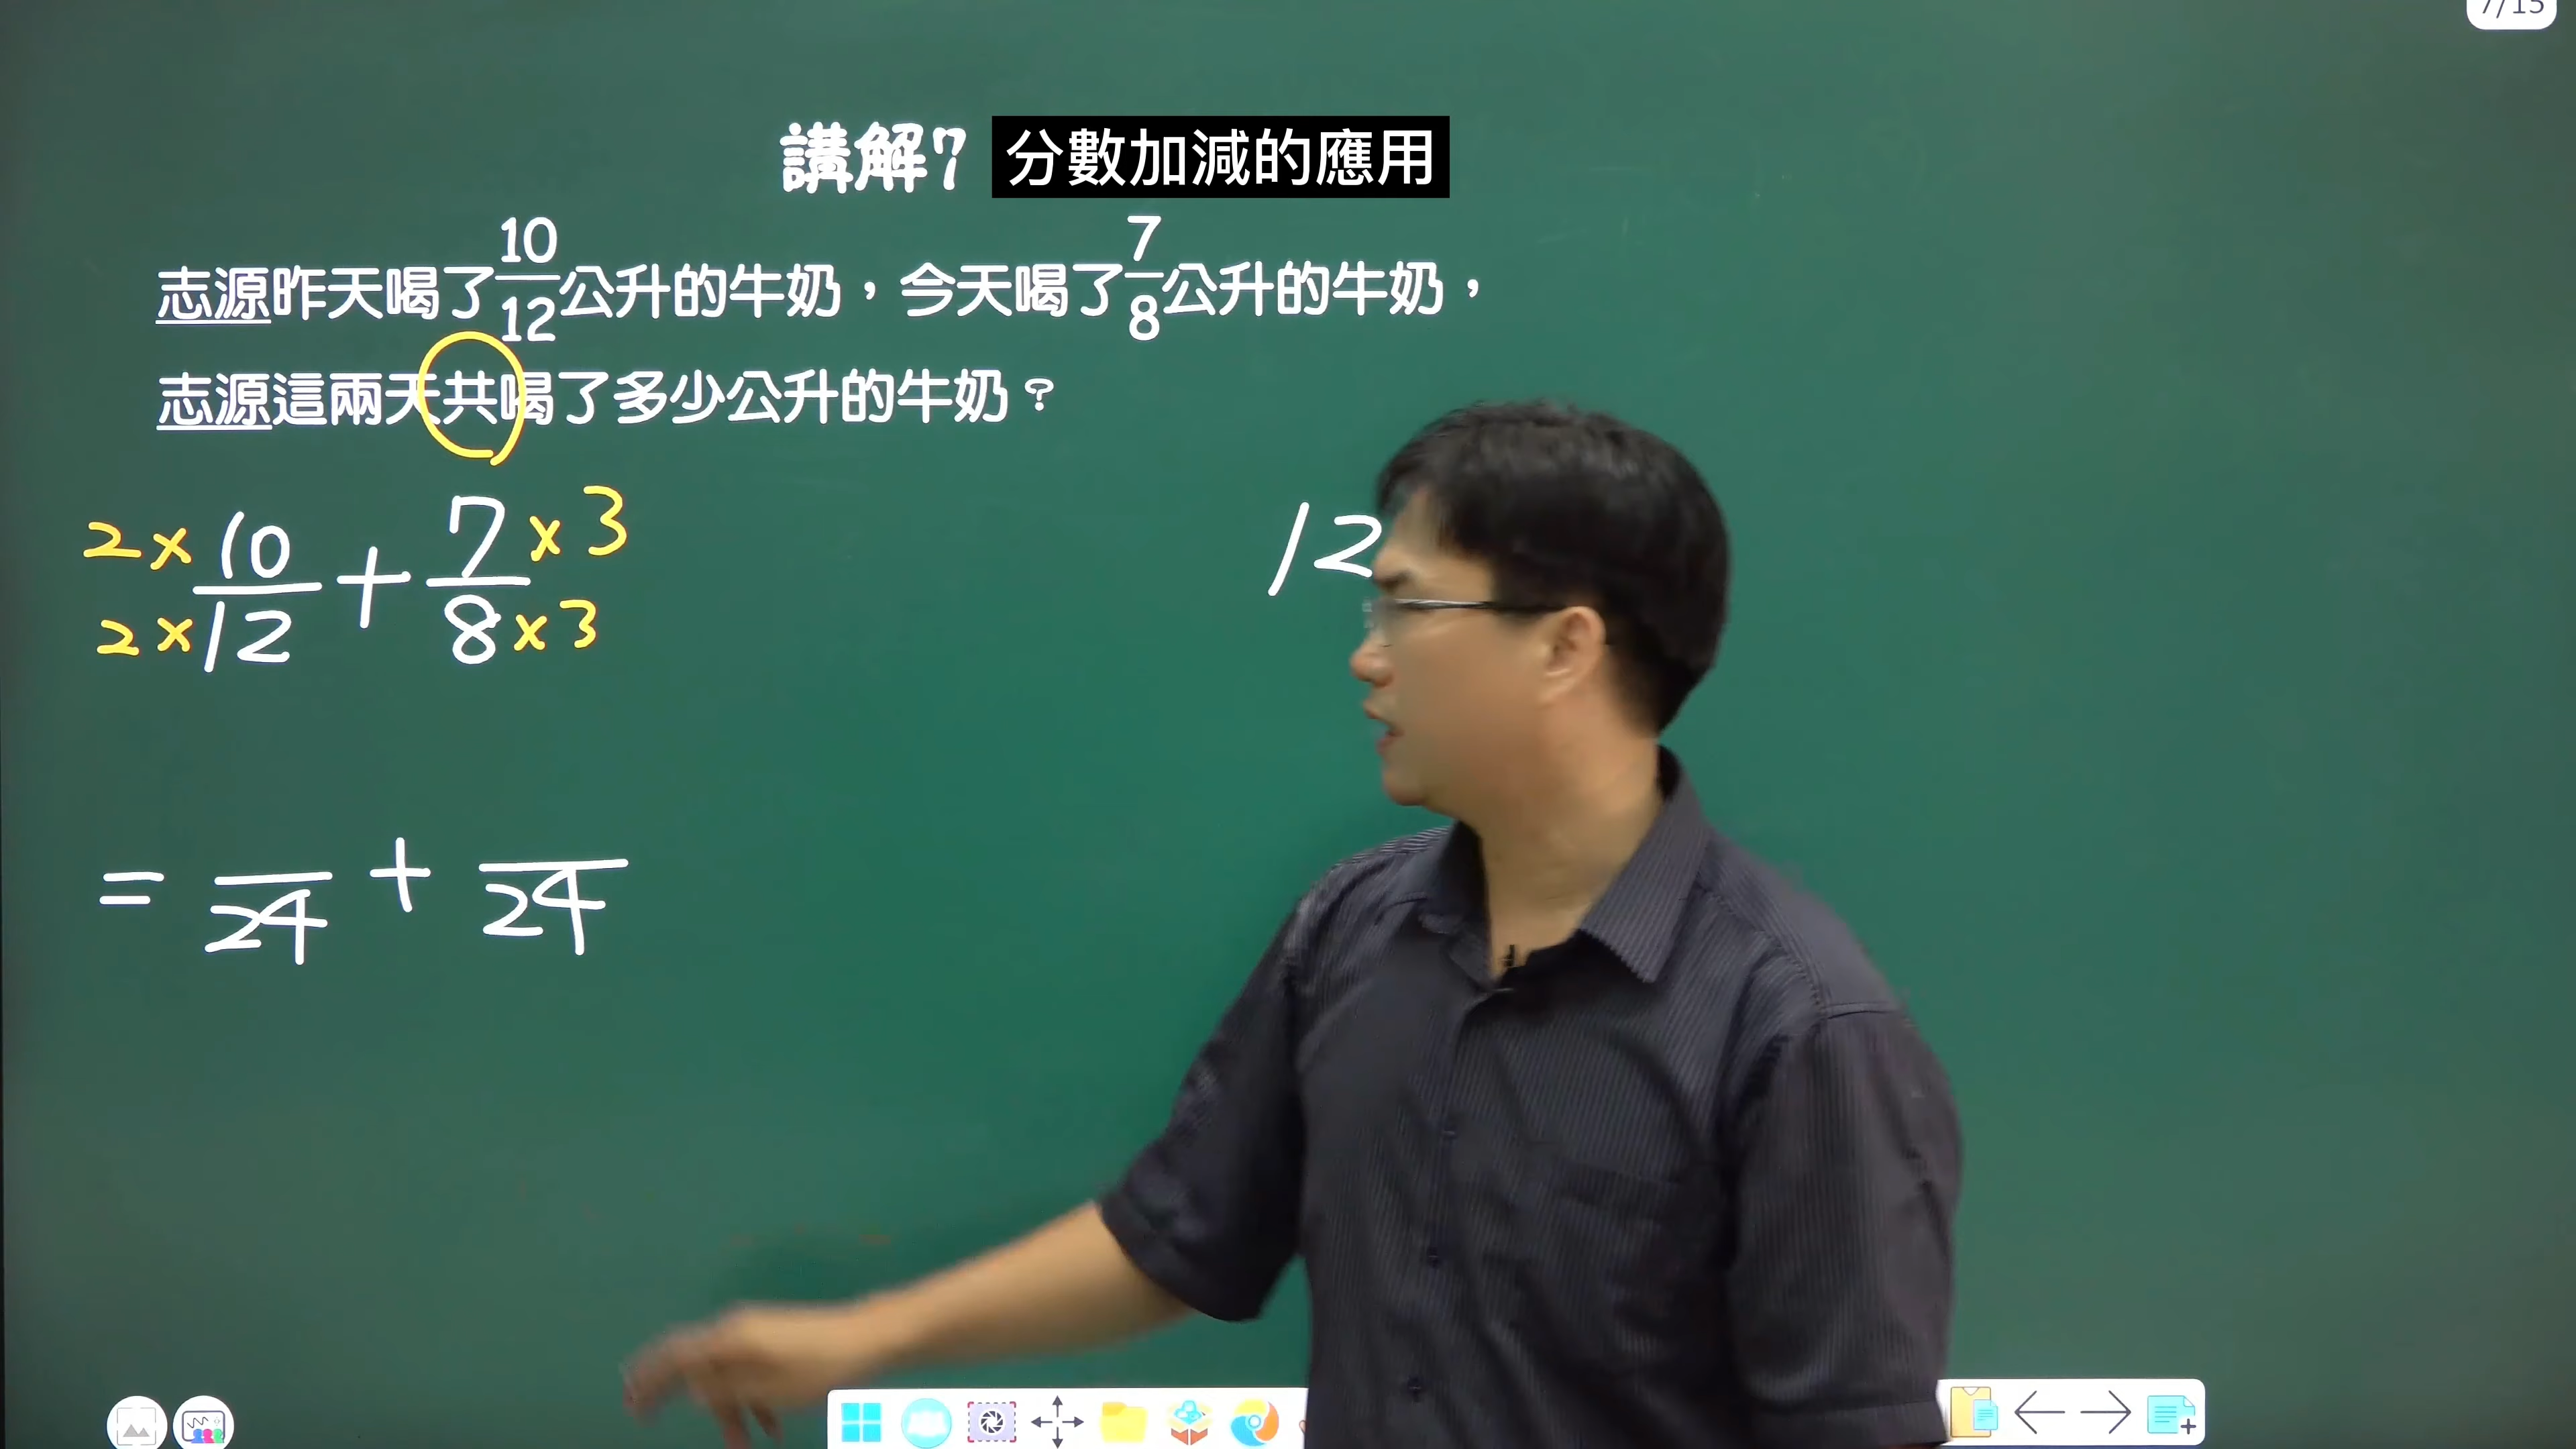 7/15
講解7 分數加減的應用
志源昨天喝了10/12公升的牛奶，今天喝了7/8公升的牛奶，
志源這兩天共喝了多少公升的牛奶？
2×10/2×12 + 7×3/8×3
12
= /24 + /24